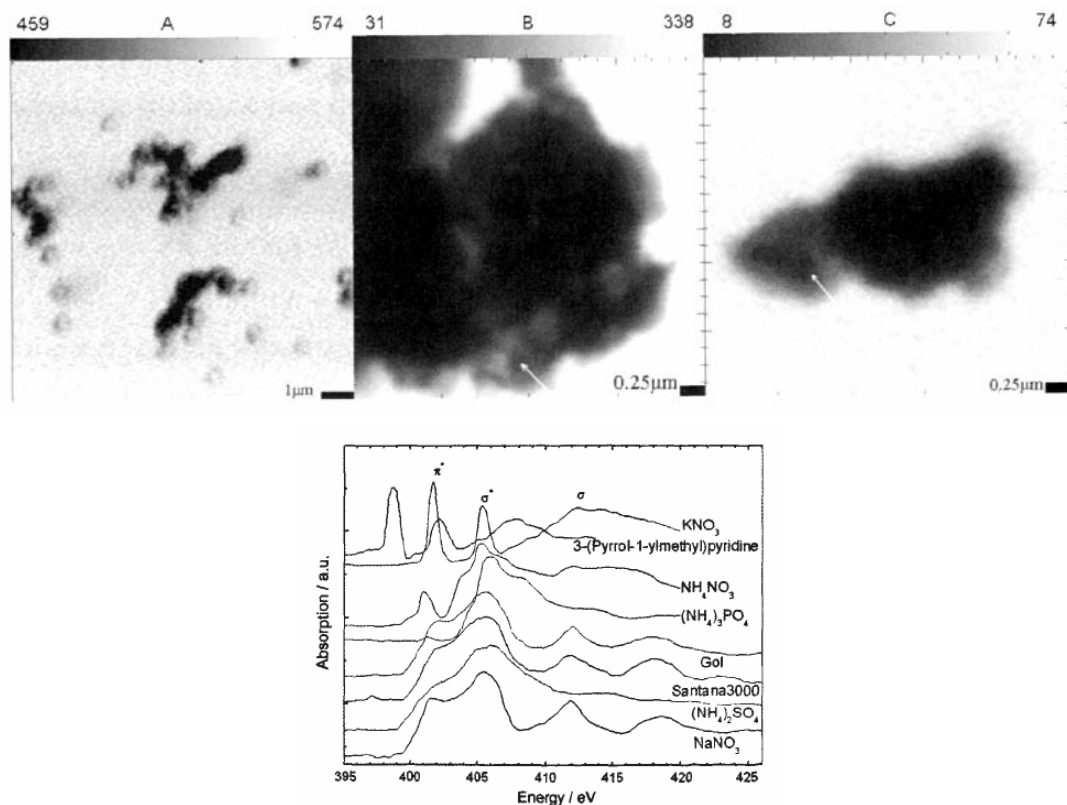 459 A 574
31 B 338
8 C 74
1μm
0.25μm
0.25μm
π*
σ*
σ
KNO₃
3-(Pyrrol-1-ylmethyl)pyridine
NH₄NO₃
(NH₄)₃PO₄
Gol
Santana3000
(NH₄)₂SO₄
NaNO₃
Absorption / a.u.
395 400 405 410 415 420 425
Energy / eV